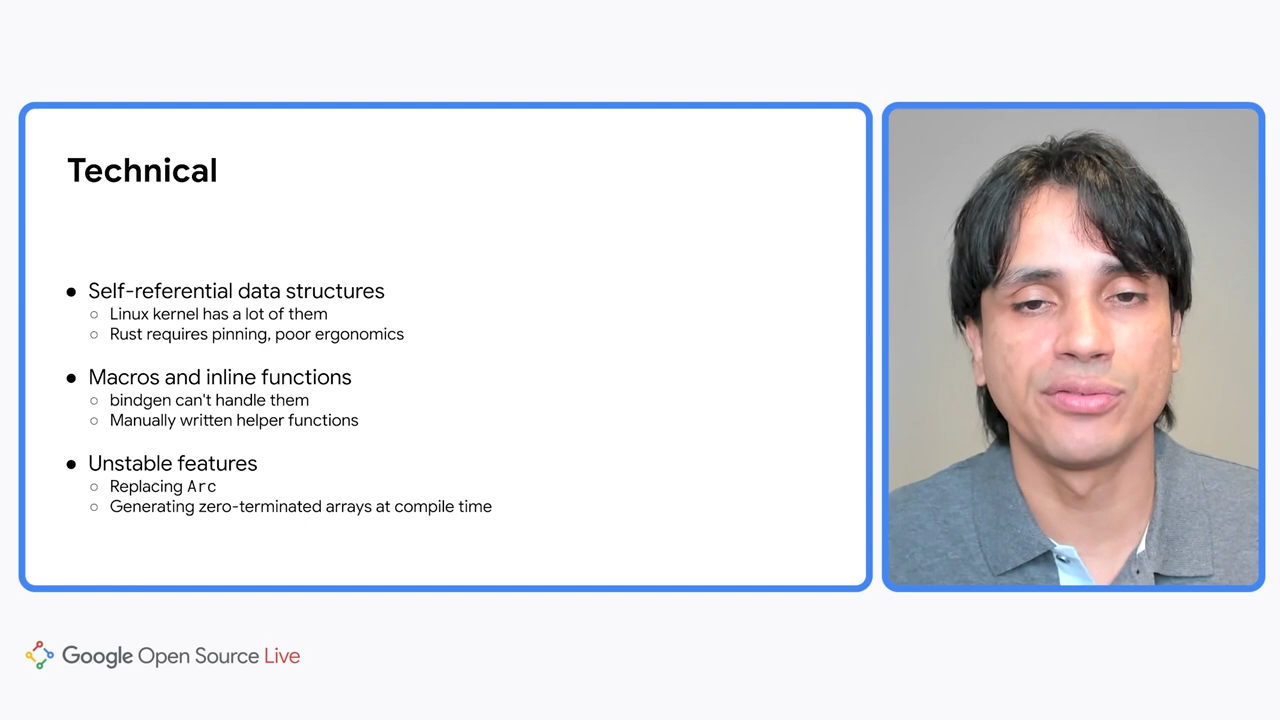 Technical
● Self-referential data structures
○ Linux kernel has a lot of them
○ Rust requires pinning, poor ergonomics
● Macros and inline functions
○ bindgen can't handle them
○ Manually written helper functions
● Unstable features
○ Replacing Arc
○ Generating zero-terminated arrays at compile time
Google Open Source Live